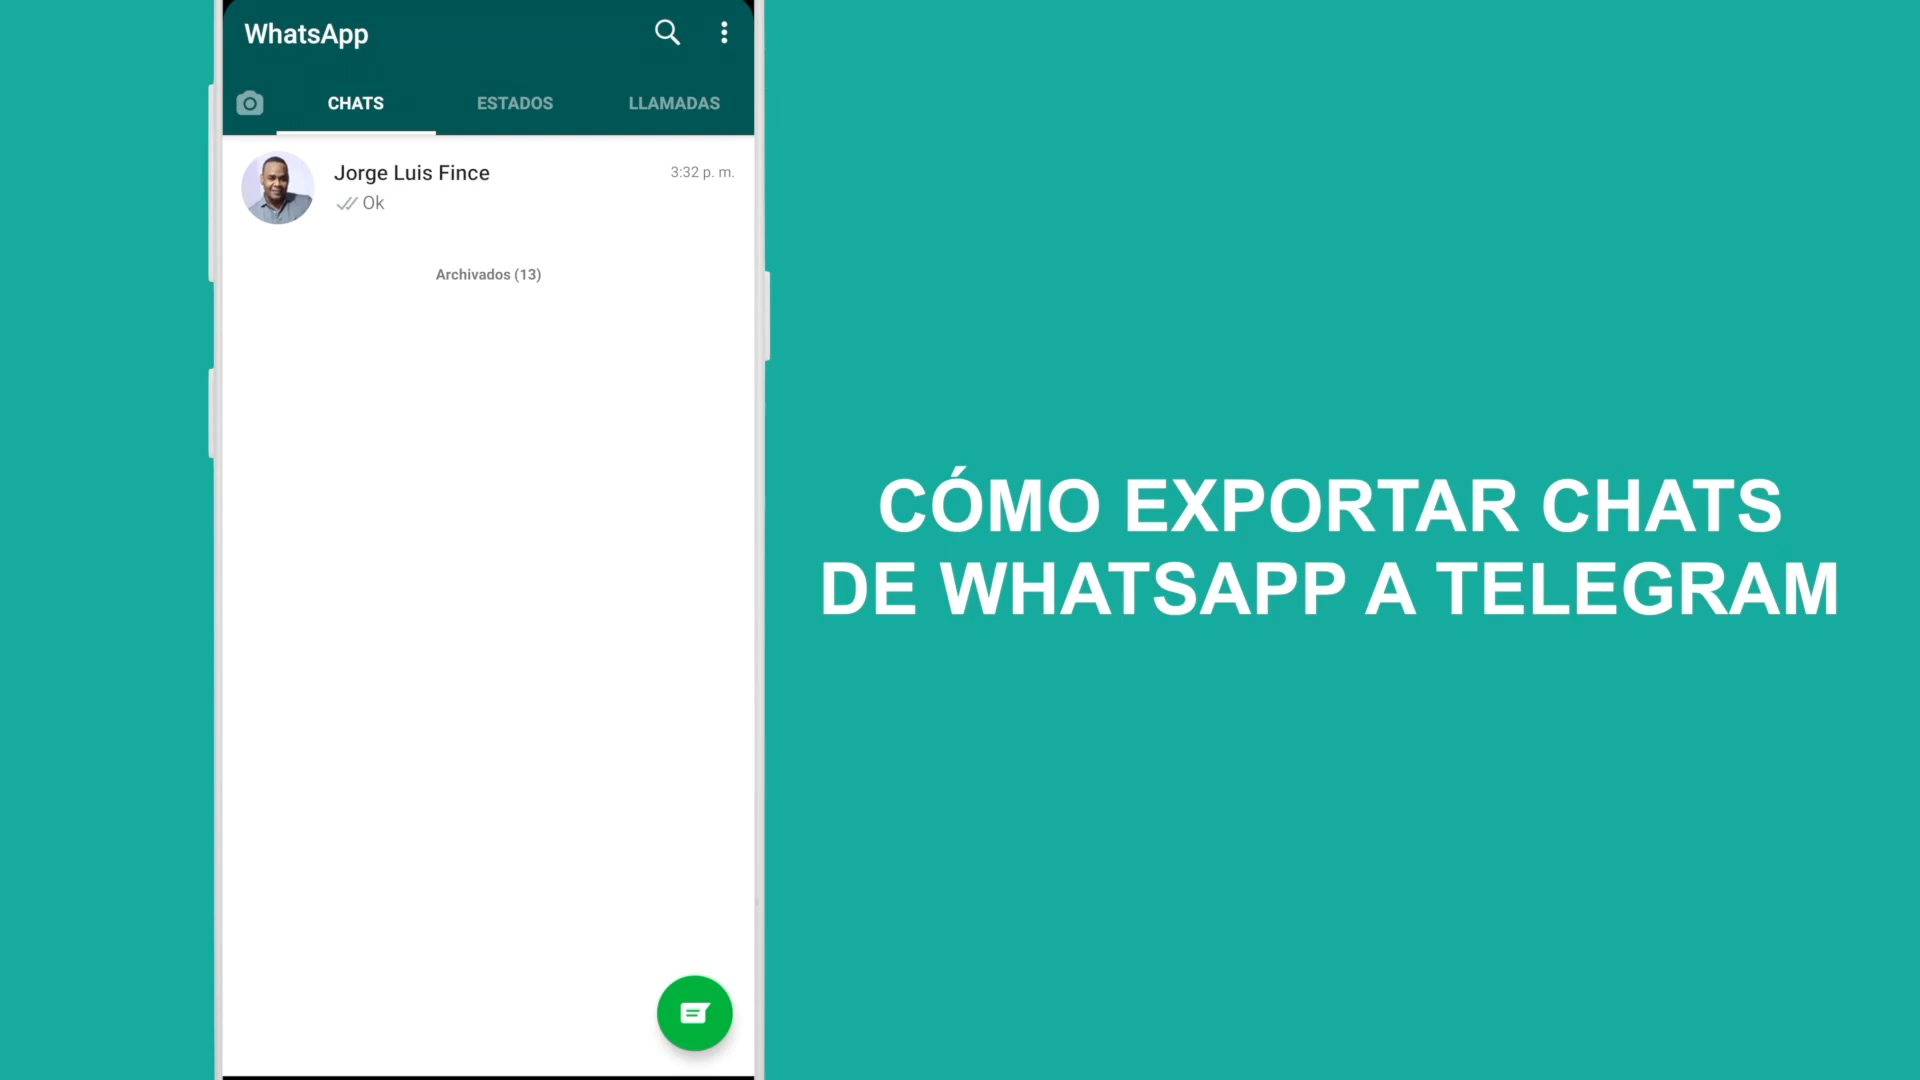 WhatsApp
CHATS
ESTADOS
LLAMADAS
Jorge Luis Fince
3:32 p. m.
Ok
Archivados (13)
CÓMO EXPORTAR CHATS
DE WHATSAPP A TELEGRAM